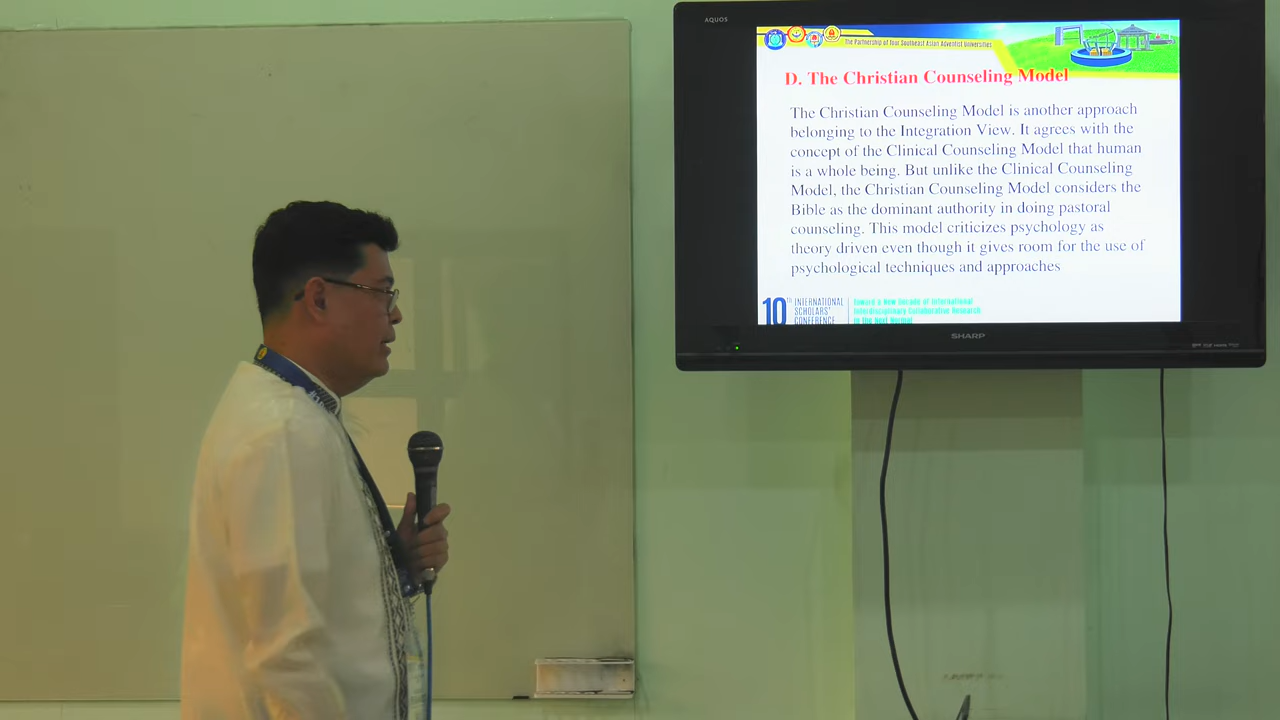 AQUOS
The Partnership of Four Southeast Asian Adventist Universities
D. The Christian Counseling Model
The Christian Counseling Model is another approach
belonging to the Integration View. It agrees with the
concept of the Clinical Counseling Model that human
is a whole being. But unlike the Clinical Counseling
Model, the Christian Counseling Model considers the
Bible as the dominant authority in doing pastoral
counseling. This model criticizes psychology as
theory driven even though it gives room for the use of
psychological techniques and approaches
10th INTERNATIONAL
SCHOLARS'
CONFERENCE
Toward a New Decade of International
Interdisciplinary Collaborative Research
in the Next Normal
SHARP